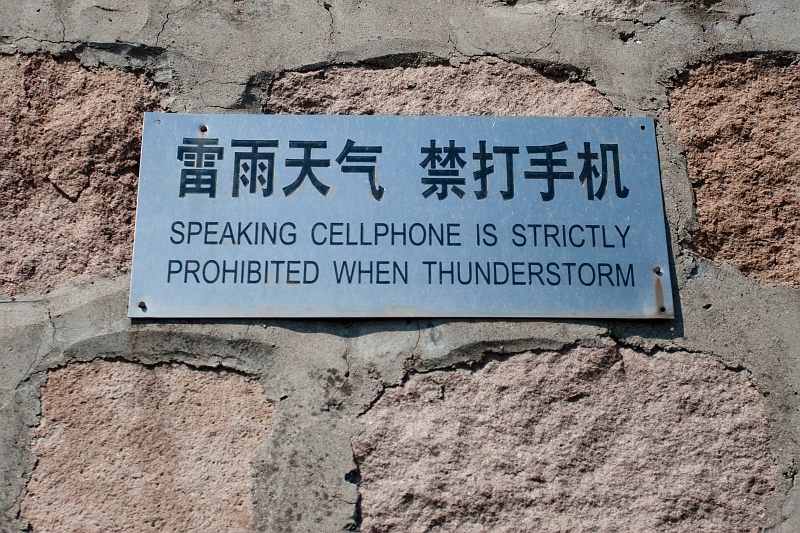 雷雨天气 禁打手机
SPEAKING CELLPHONE IS STRICTLY
PROHIBITED WHEN THUNDERSTORM